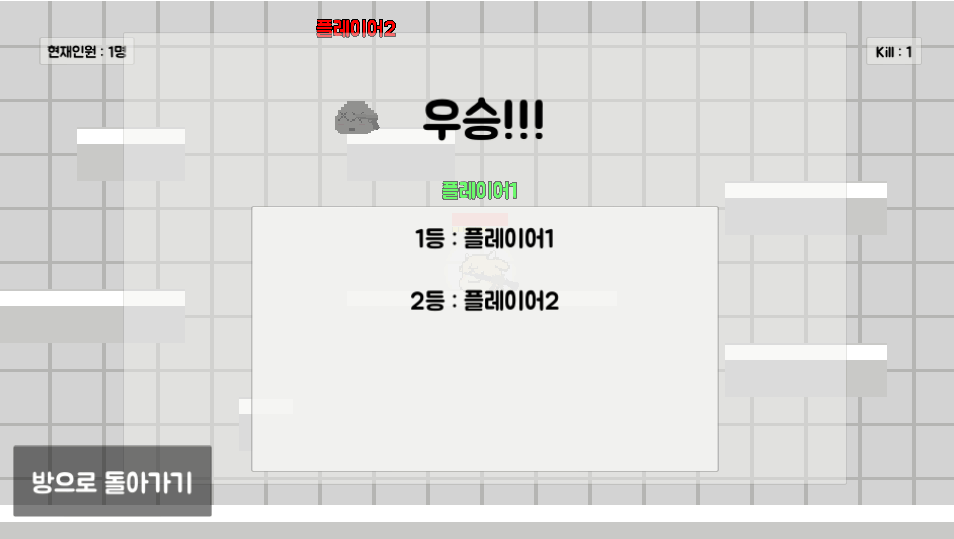 플레이어2
현재인원 : 1명
Kill : 1
우승!!!
플레이어1
1등 : 플레이어1
2등 : 플레이어2
방으로 돌아가기